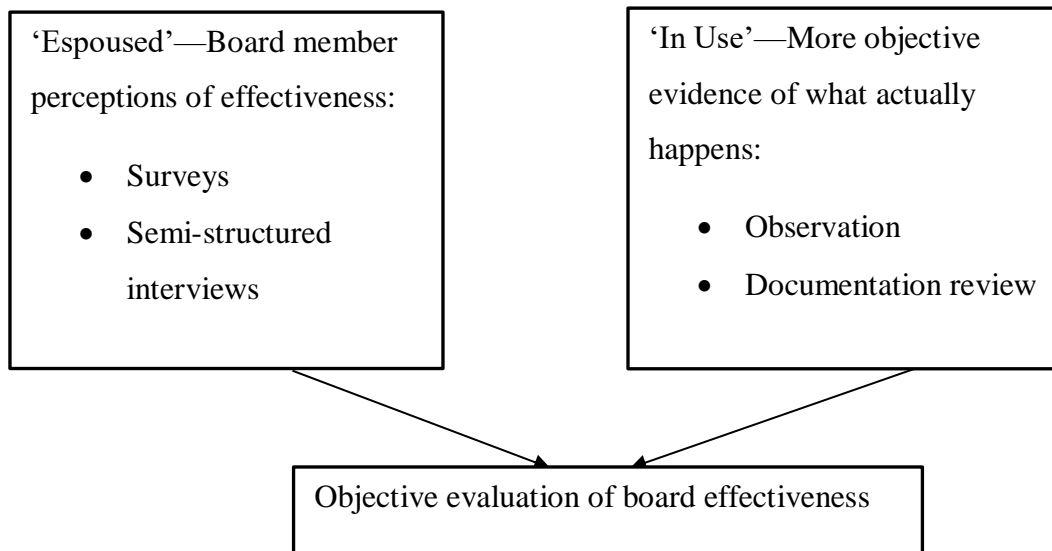 ‘Espoused’—Board member
perceptions of effectiveness:
• Surveys
• Semi-structured
interviews
‘In Use’—More objective
evidence of what actually
happens:
• Observation
• Documentation review
Objective evaluation of board effectiveness